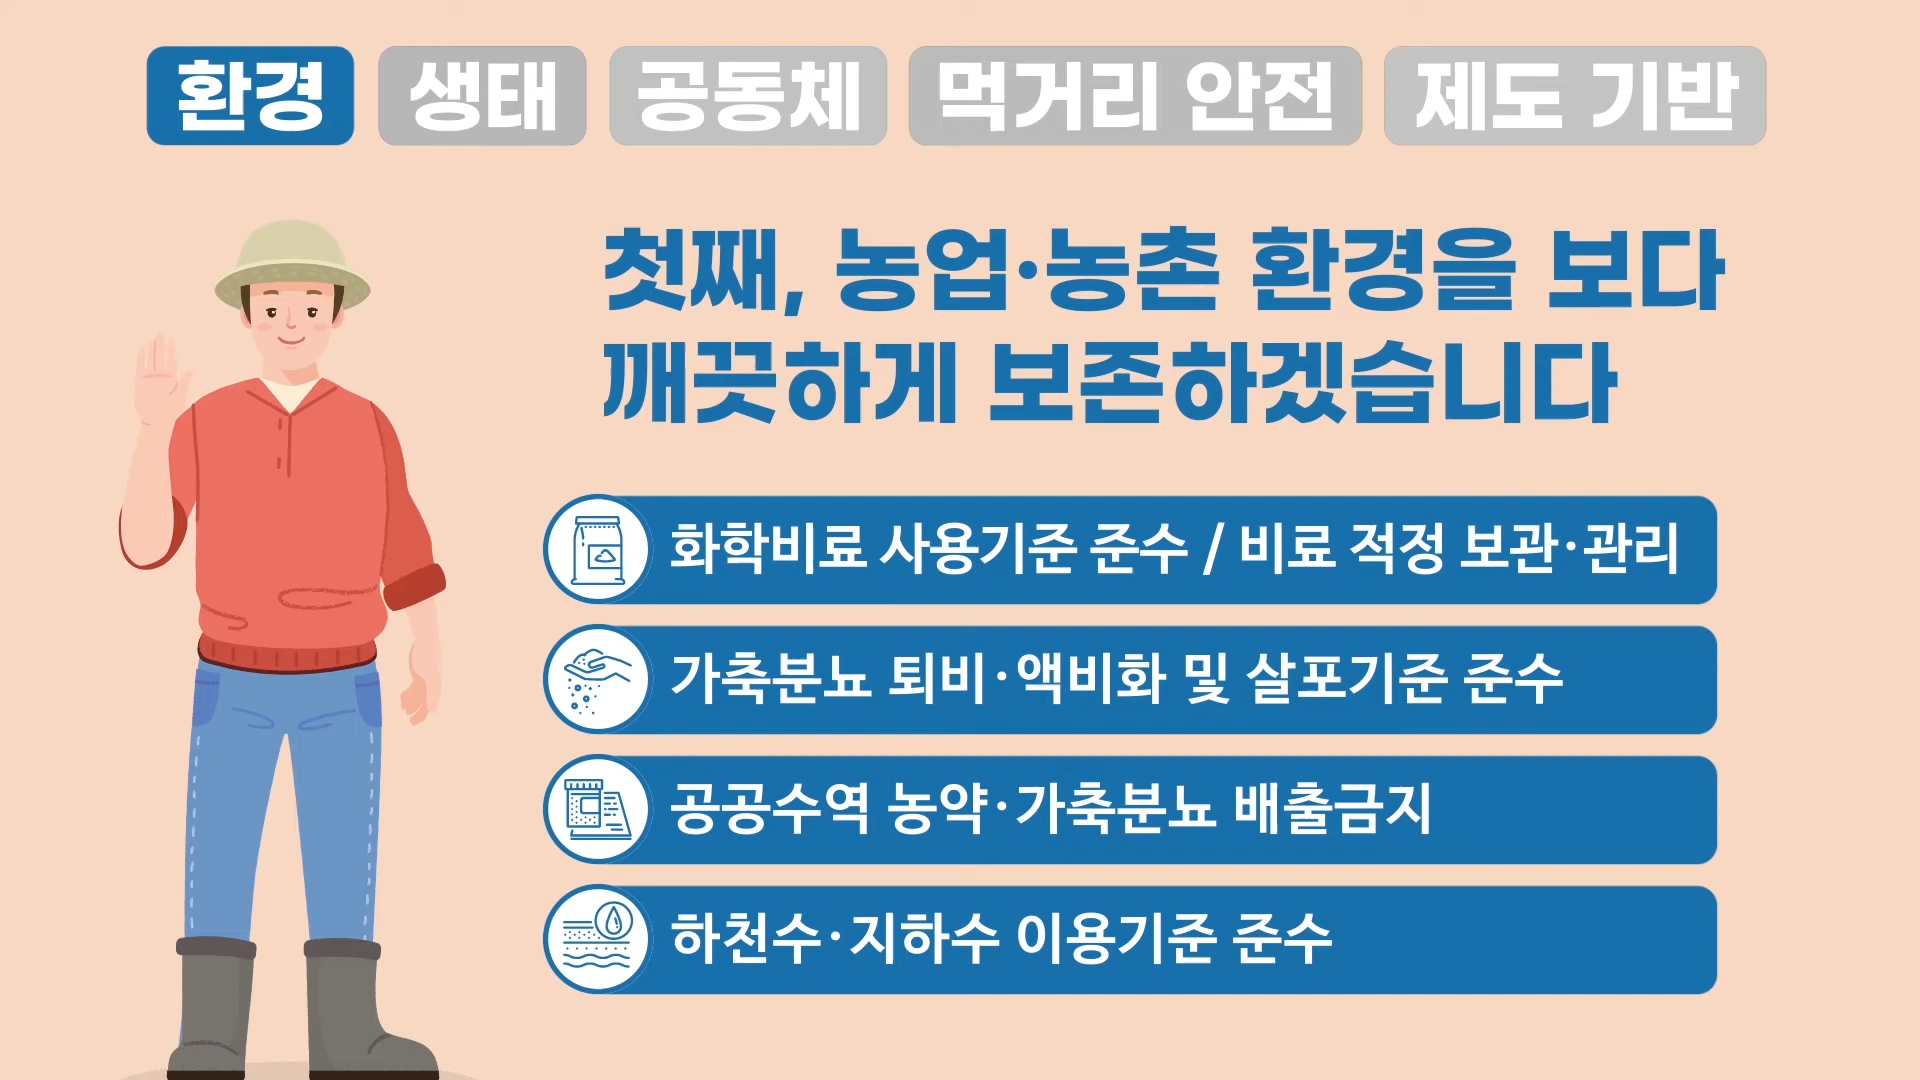 환경 생태 공동체 먹거리 안전 제도 기반
첫째, 농업·농촌 환경을 보다
깨끗하게 보존하겠습니다
화학비료 사용기준 준수 / 비료 적정 보관·관리
가축분뇨 퇴비·액비화 및 살포기준 준수
공공수역 농약·가축분뇨 배출금지
하천수·지하수 이용기준 준수